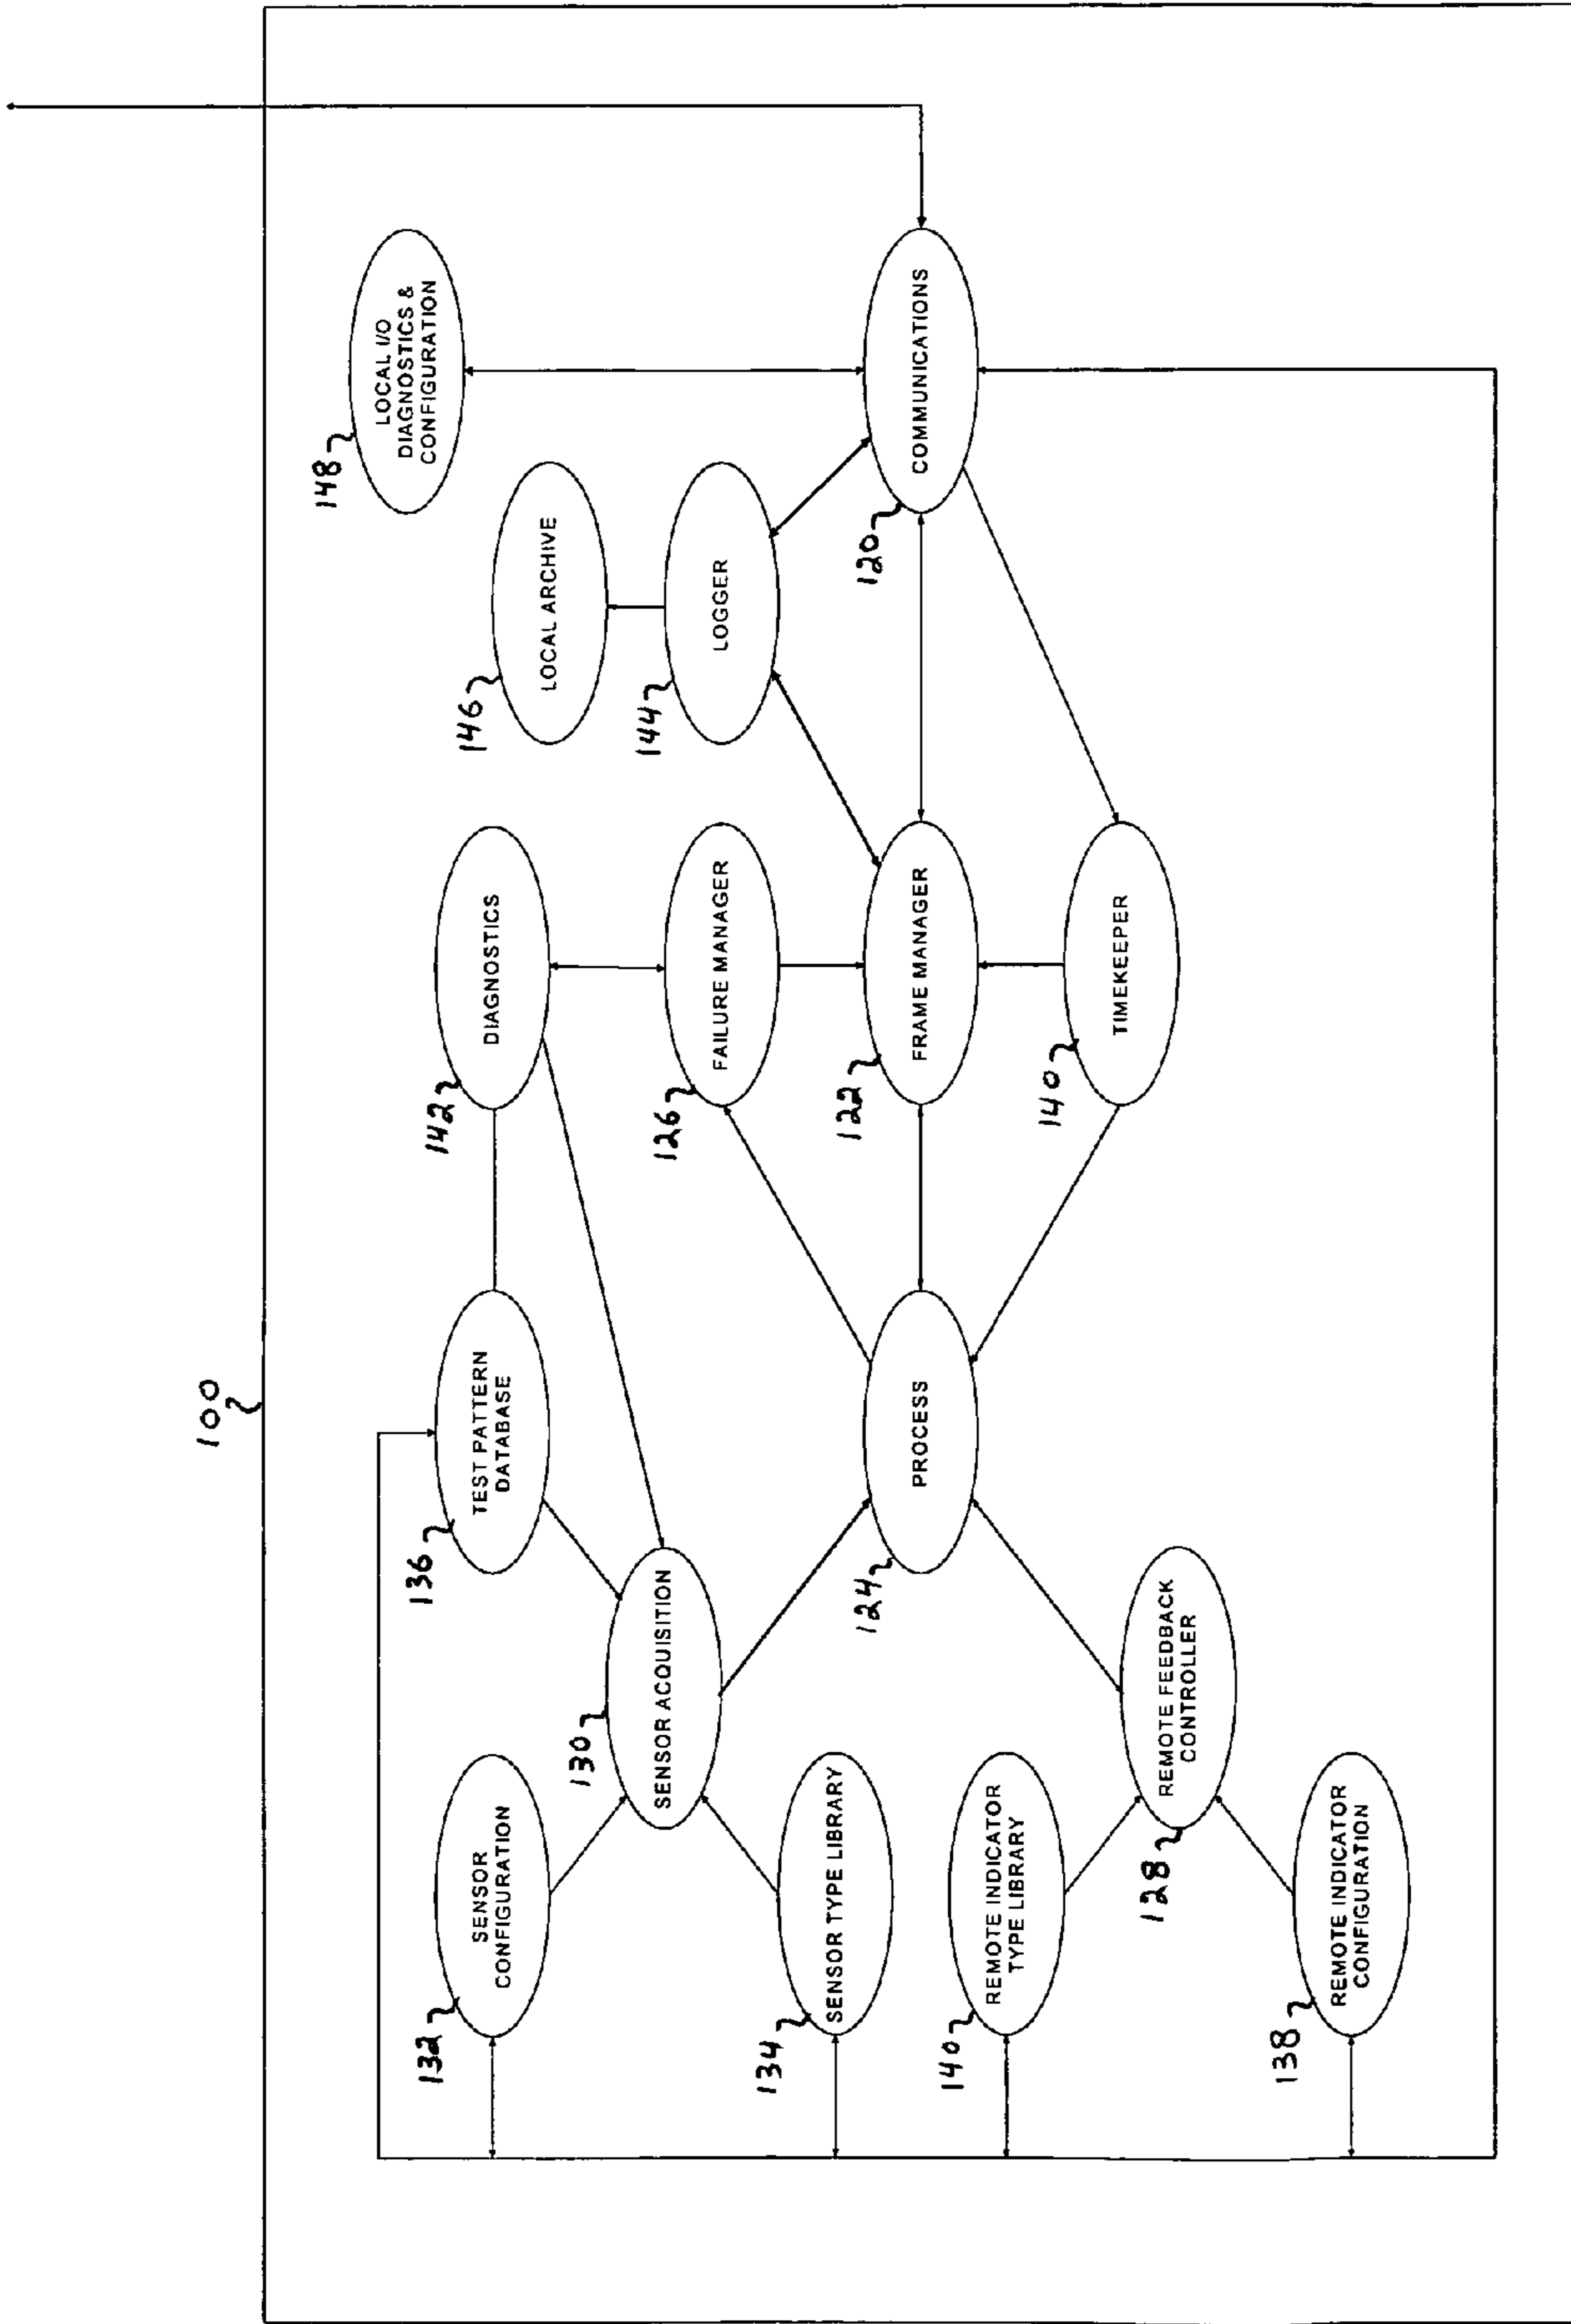 100
148
LOCAL I/O
DIAGNOSTICS &
CONFIGURATION
146
LOCAL ARCHIVE
144
LOGGER
120
COMMUNICATIONS
142
DIAGNOSTICS
126
FAILURE MANAGER
122
FRAME MANAGER
140
TIMEKEEPER
136
TEST PATTERN
DATABASE
124
PROCESS
130
SENSOR ACQUISITION
128
REMOTE FEEDBACK
CONTROLLER
132
SENSOR
CONFIGURATION
134
SENSOR TYPE LIBRARY
140
REMOTE INDICATOR
TYPE LIBRARY
138
REMOTE INDICATOR
CONFIGURATION